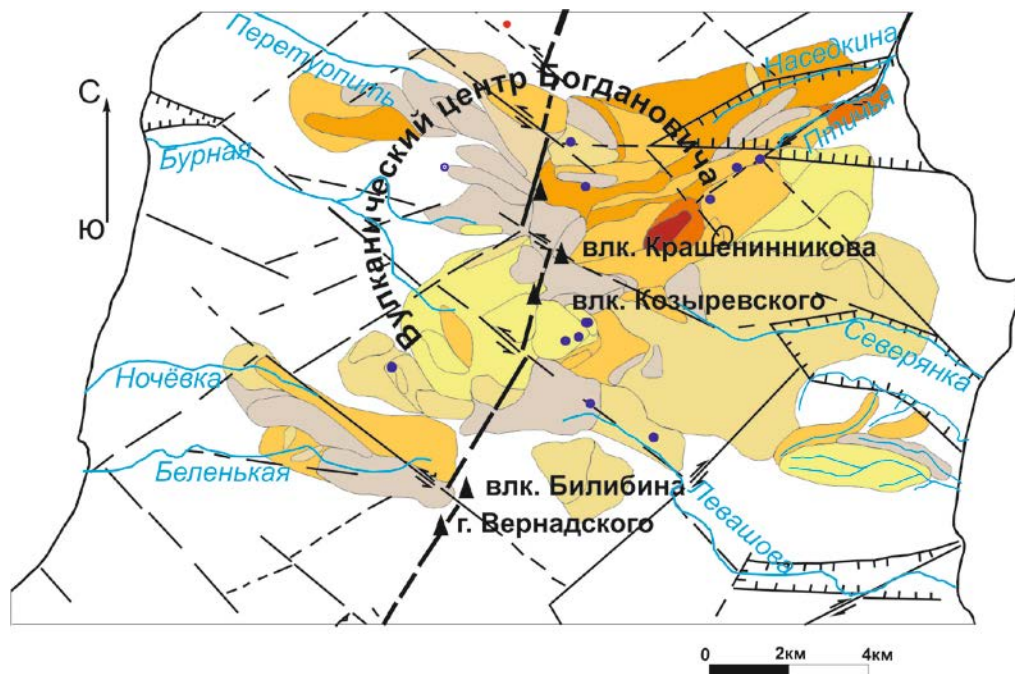 Перетурпить
Наседкина
С
Вулканический центр Богдановича
Птичья
Бурная
Ю
влк. Крашенинникова
влк. Козыревского
Северянка
Ночёвка
Беленькая
влк. Билибина
г. Вернадского
Левашова
0 2км 4км